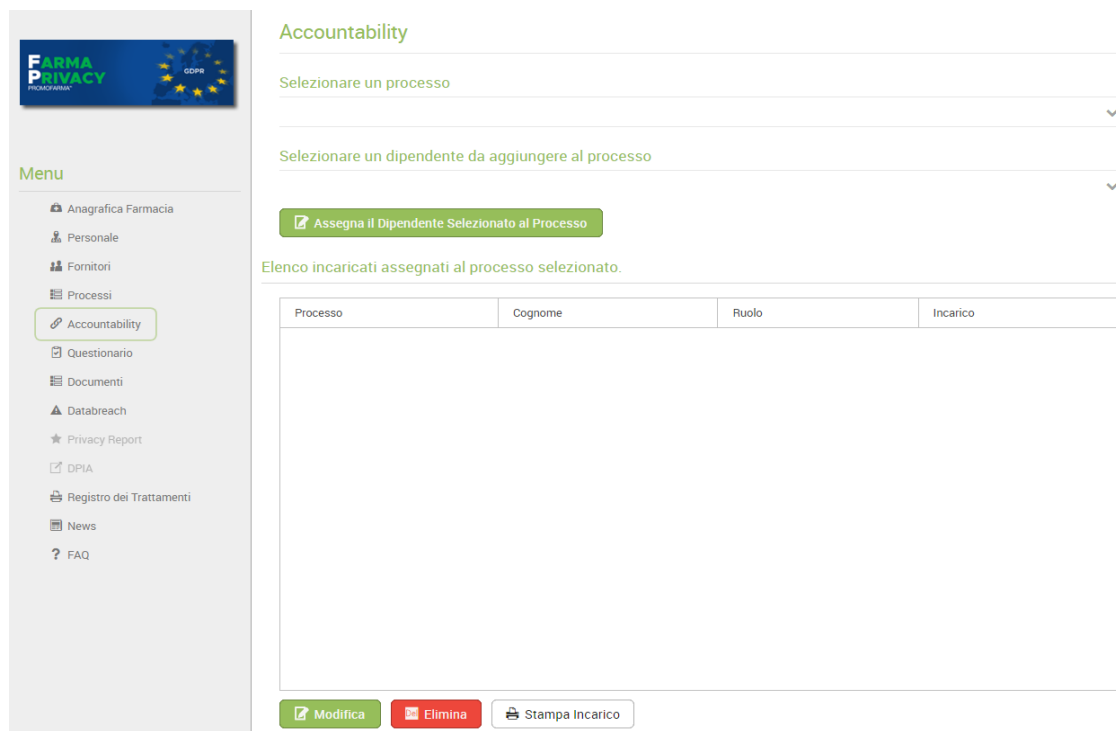 FARMA
PRIVACY
PROMOFARMA
GDPR
Menu
Anagrafica Farmacia
Personale
Fornitori
Processi
Accountability
Questionario
Documenti
Databreach
Privacy Report
DPIA
Registro dei Trattamenti
News
? FAQ
Accountability
Selezionare un processo
Selezionare un dipendente da aggiungere al processo
Assegna il Dipendente Selezionato al Processo
Elenco incaricati assegnati al processo selezionato.
Processo Cognome Ruolo Incarico
Modifica Del Elimina Stampa Incarico